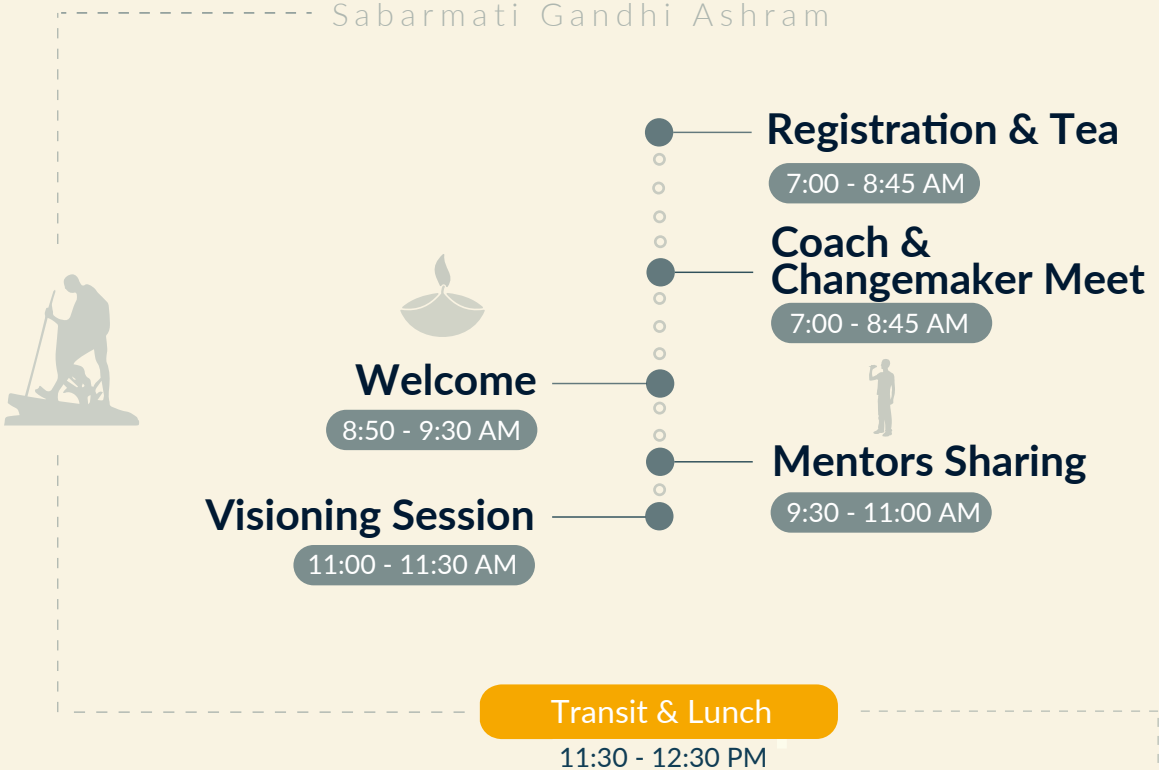 Sabarmati Gandhi Ashram
Registration & Tea
7:00 - 8:45 AM
Coach &
Changemaker Meet
7:00 - 8:45 AM
Welcome
8:50 - 9:30 AM
Mentors Sharing
9:30 - 11:00 AM
Visioning Session
11:00 - 11:30 AM
Transit & Lunch
11:30 - 12:30 PM